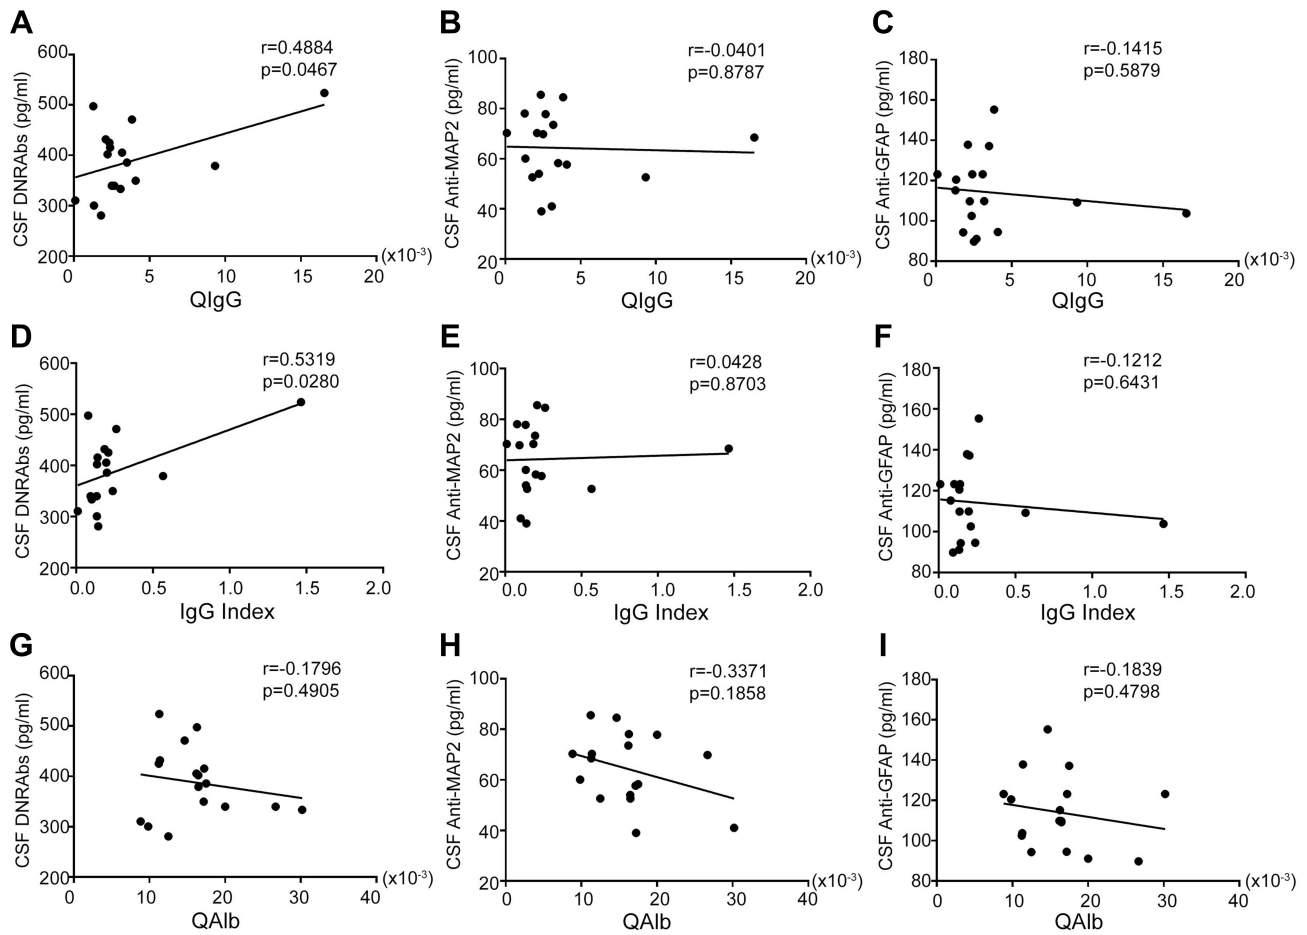 A
r=0.4884
p=0.0467
CSF DNRAbs (pg/ml)
600
500
400
300
200
0 5 10 15 20 (x10-3)
QIgG
B
r=-0.0401
p=0.8787
CSF Anti-MAP2 (pg/ml)
100
80
60
40
20
0 5 10 15 20 (x10-3)
QIgG
C
r=-0.1415
p=0.5879
CSF Anti-GFAP (pg/ml)
180
160
140
120
100
80
0 5 10 15 20 (x10-3)
QIgG
D
r=0.5319
p=0.0280
CSF DNRAbs (pg/ml)
600
500
400
300
200
0.0 0.5 1.0 1.5 2.0
IgG Index
E
r=0.0428
p=0.8703
CSF Anti-MAP2 (pg/ml)
100
80
60
40
20
0.0 0.5 1.0 1.5 2.0
IgG Index
F
r=-0.1212
p=0.6431
CSF Anti-GFAP (pg/ml)
180
160
140
120
100
80
0.0 0.5 1.0 1.5 2.0
IgG Index
G
r=-0.1796
p=0.4905
CSF DNRAbs (pg/ml)
600
500
400
300
200
0 10 20 30 40 (x10-3)
QAlb
H
r=-0.3371
p=0.1858
CSF Anti-MAP2 (pg/ml)
100
80
60
40
20
0 10 20 30 40 (x10-3)
QAlb
I
r=-0.1839
p=0.4798
CSF Anti-GFAP (pg/ml)
180
160
140
120
100
80
0 10 20 30 40 (x10-3)
QAlb